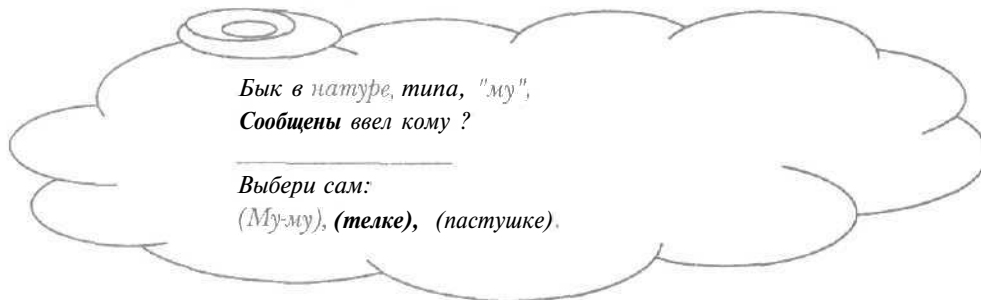 Бык в натуре, типа, "му",
Сообщены ввел кому ?
Выбери сам:
(Му-му), (телке), (пастушке).